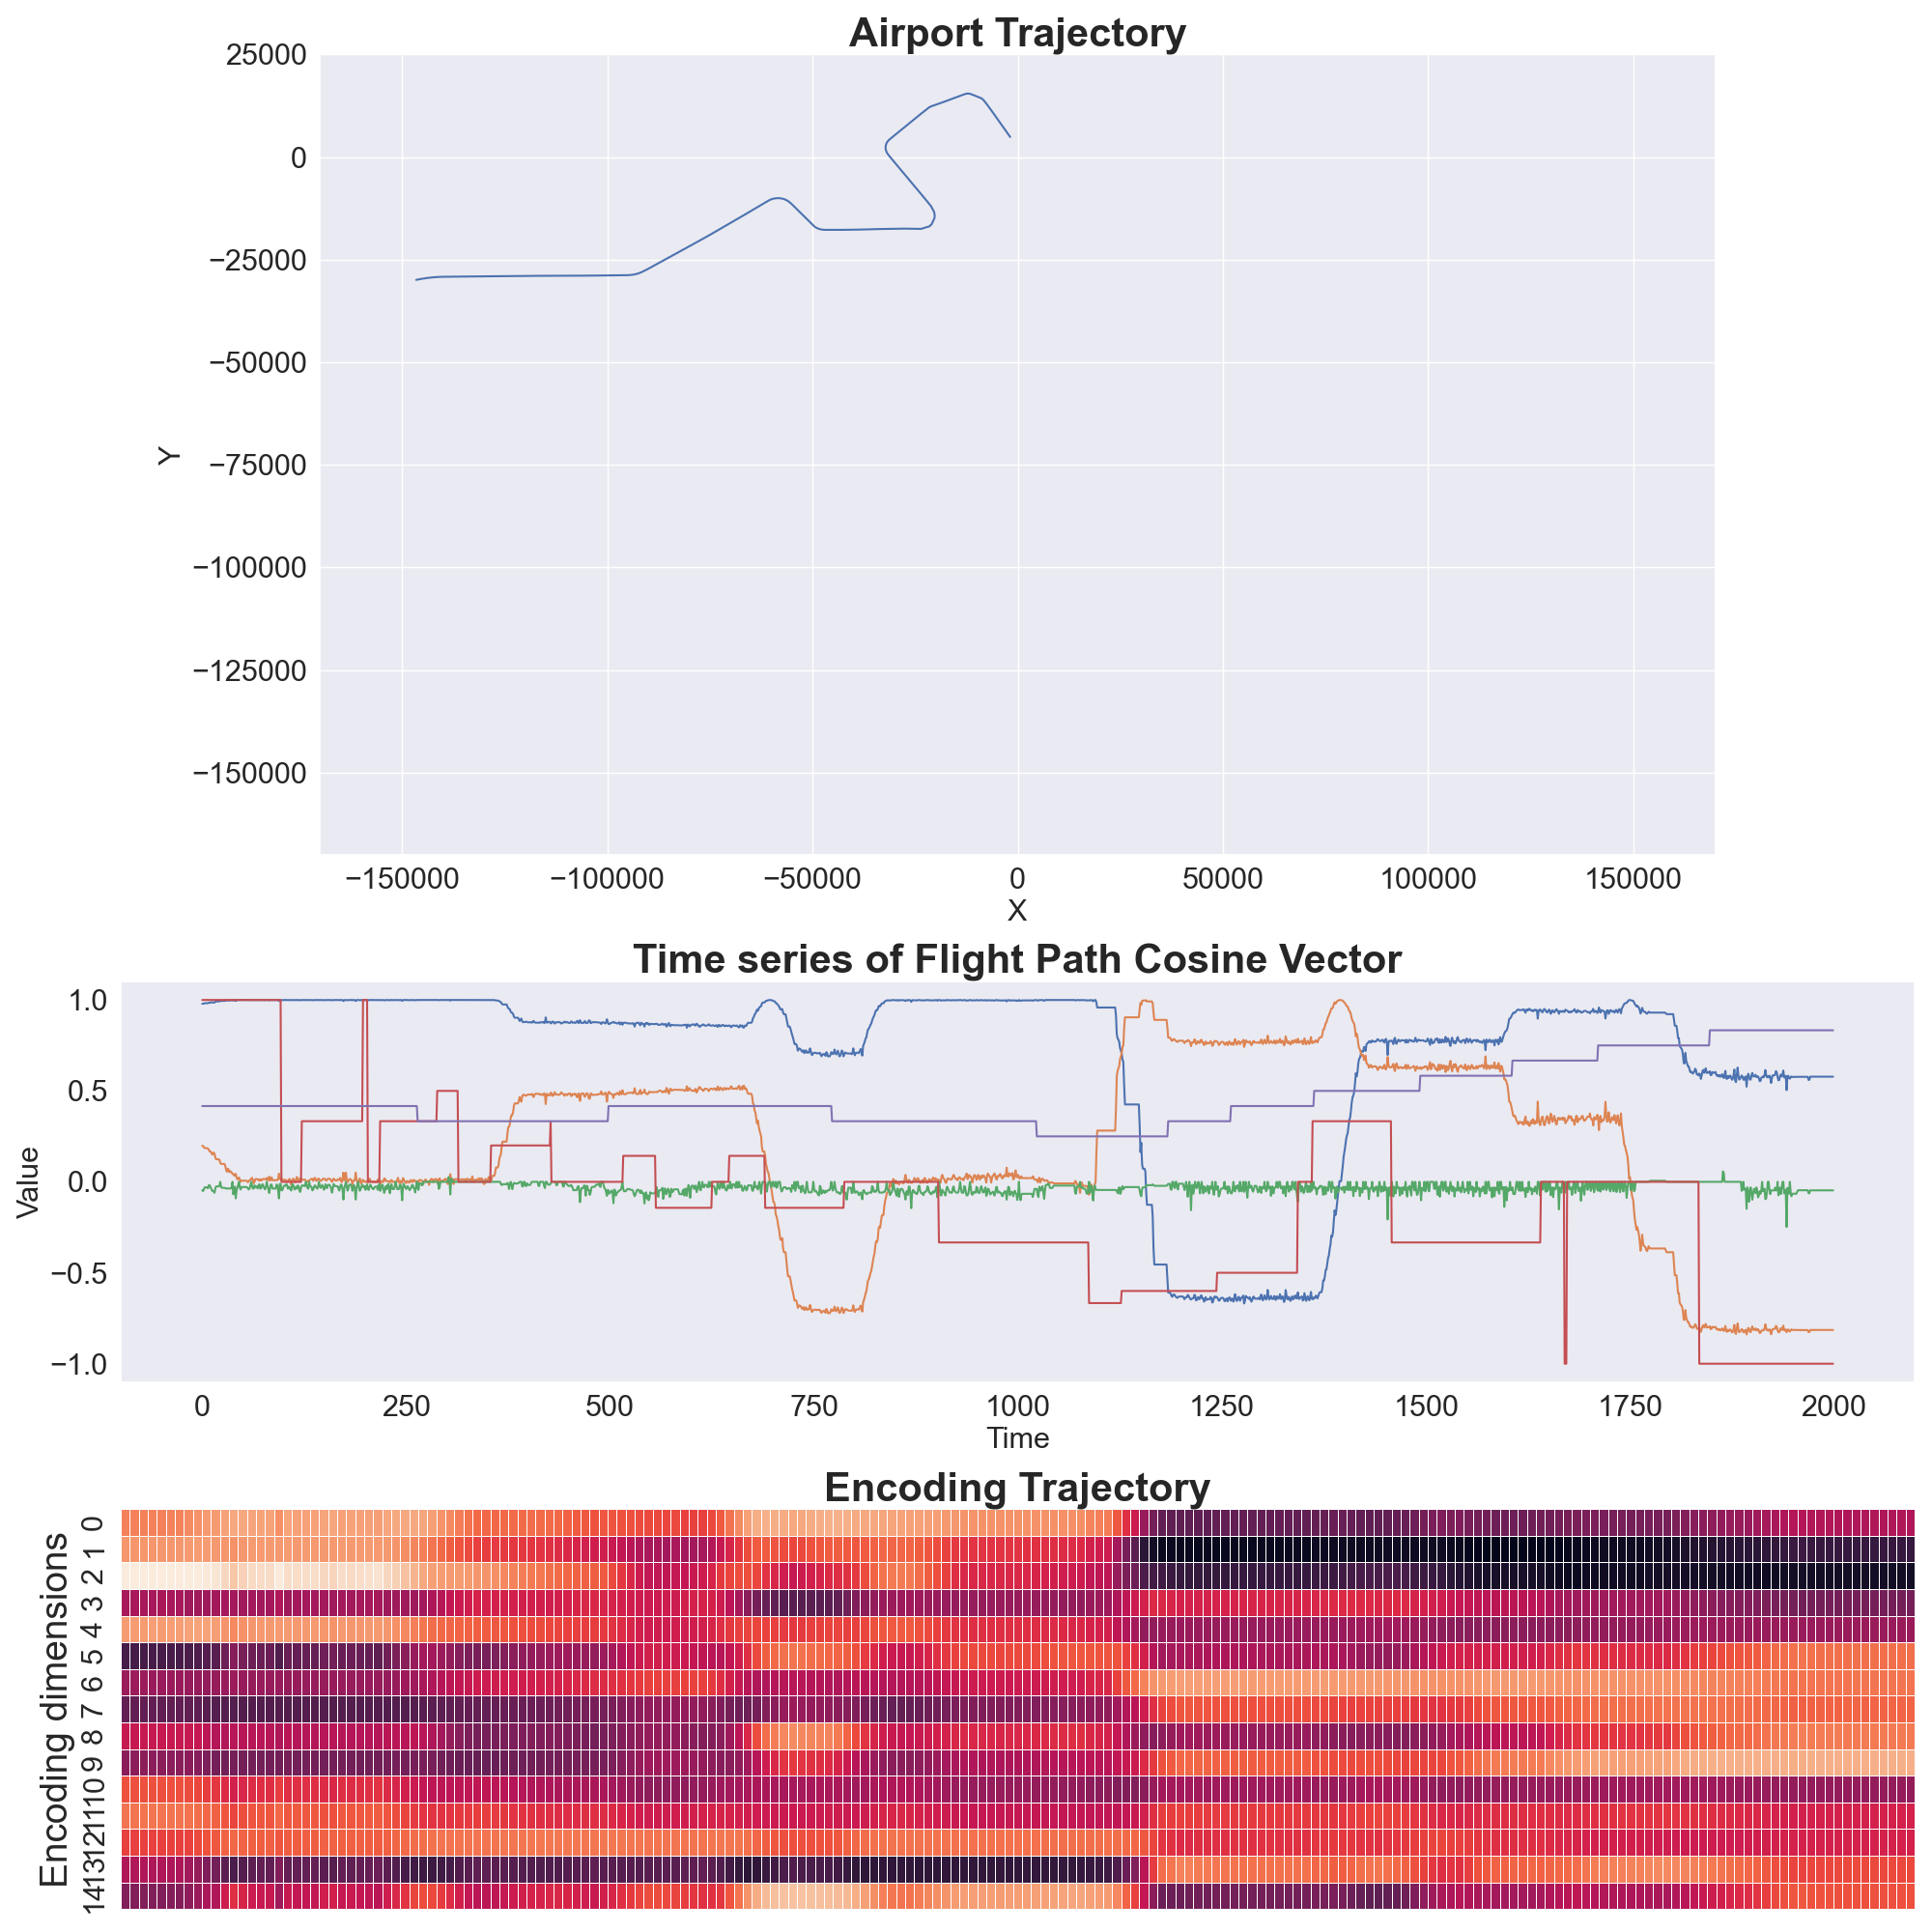 Airport Trajectory
25000
0
−25000
−50000
−75000
−100000
−125000
−150000
Y
−150000 −100000 −50000 0 50000 100000 150000
X
Time series of Flight Path Cosine Vector
1.0
0.5
0.0
−0.5
−1.0
Value
0 250 500 750 1000 1250 1500 1750 2000
Time
Encoding Trajectory
Encoding dimensions
0
1
2
3
4
5
6
7
8
9
10
11
12
13
14